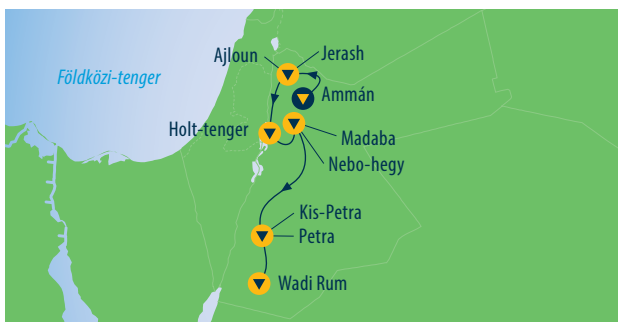 Ajloun
Jerash
Földközi-tenger
Ammán
Holt-tenger
Madaba
Nebo-hegy
Kis-Petra
Petra
Wadi Rum